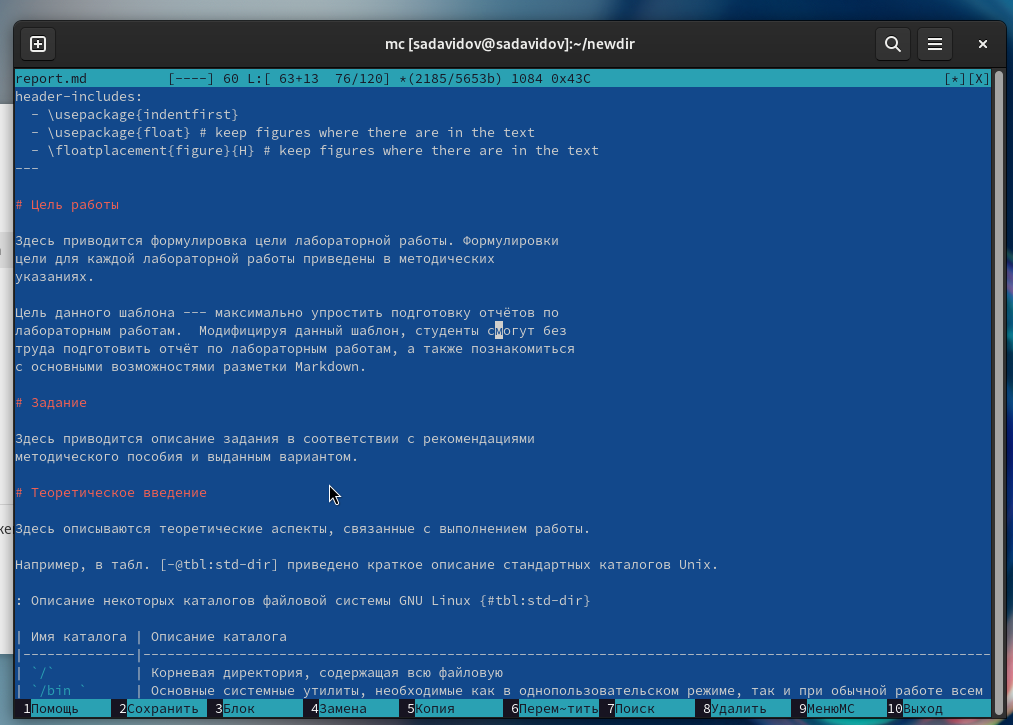 mc [sadavidov@sadavidov]:~/newdir
report.md [----] 60 L:[ 63+13 76/120] *(2185/5653b) 1084 0x43C [*][X]
header-includes:
- \usepackage{indentfirst}
- \usepackage{float} # keep figures where there are in the text
- \floatplacement{figure}{H} # keep figures where there are in the text
---
# Цель работы
Здесь приводится формулировка цели лабораторной работы. Формулировки
цели для каждой лабораторной работы приведены в методических
указаниях.
Цель данного шаблона --- максимально упростить подготовку отчётов по
лабораторным работам.  Модифицируя данный шаблон, студенты смогут без
труда подготовить отчёт по лабораторным работам, а также познакомиться
с основными возможностями разметки Markdown.
# Задание
Здесь приводится описание задания в соответствии с рекомендациями
методического пособия и выданным вариантом.
# Теоретическое введение
Здесь описываются теоретические аспекты, связанные с выполнением работы.
Например, в табл. [-@tbl:std-dir] приведено краткое описание стандартных каталогов Unix.
: Описание некоторых каталогов файловой системы GNU Linux {#tbl:std-dir}
| Имя каталога | Описание каталога
|--------------|----------------------------------------------------------------------------------------------------------
| `/` | Корневая директория, содержащая всю файловую
| `/bin ` | Основные системные утилиты, необходимые как в однопользовательском режиме, так и при обычной работе всем
1Помощь 2Сохранить 3Блок 4Замена 5Копия 6Перем~тить 7Поиск 8Удалить 9МенюMC 10Выход